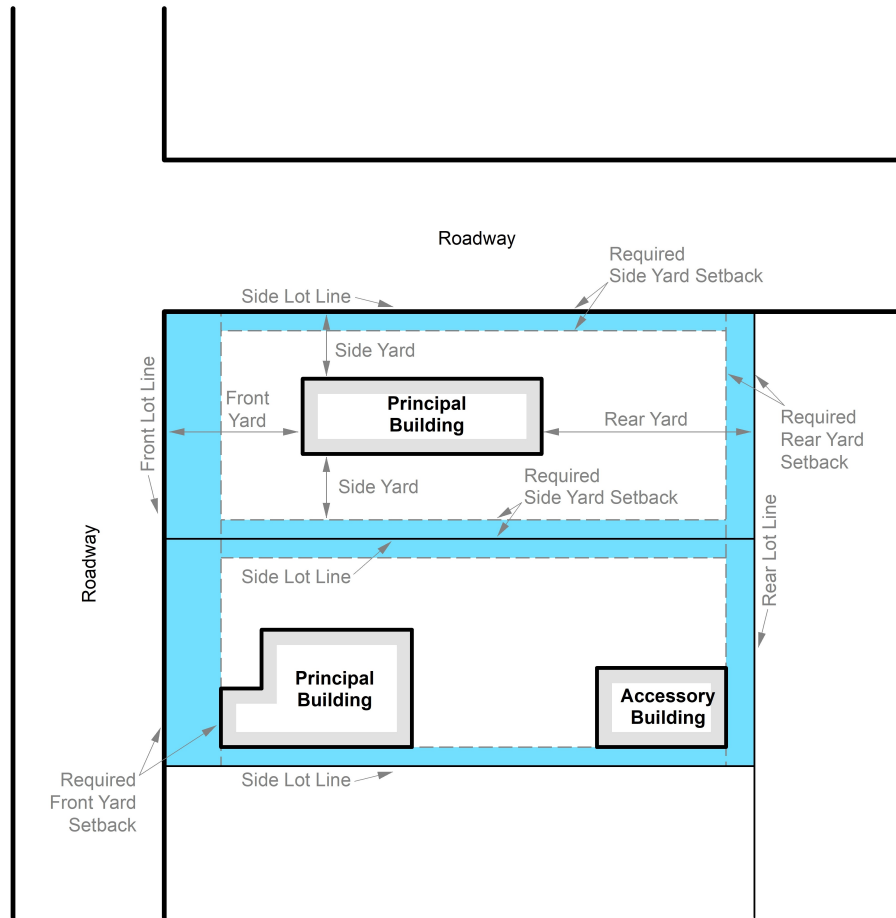 Roadway
Required
Side Yard Setback
Side Lot Line
Side Yard
Front Lot Line
Front
Yard
Principal
Building
Rear Yard
Required
Rear Yard
Setback
Side Yard
Required
Side Yard Setback
Rear Lot Line
Roadway
Side Lot Line
Principal
Building
Accessory
Building
Required
Front Yard
Setback
Side Lot Line